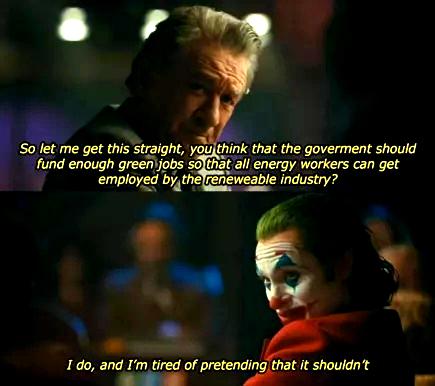 So let me get this straight, you think that the goverment should
fund enough green jobs so that all energy workers can get
employed by the reneweable industry?
I do, and I'm tired of pretending that it shouldn't